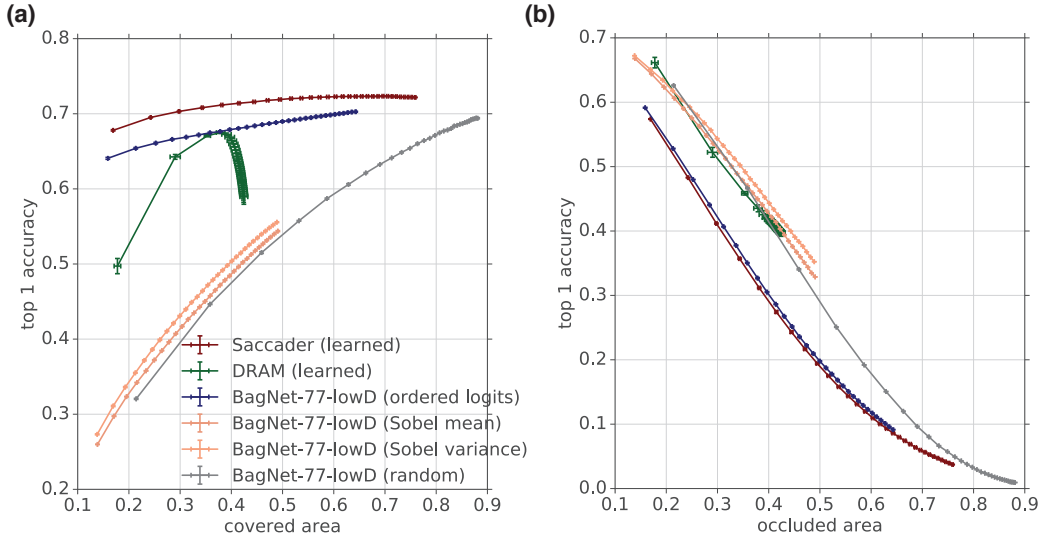 (a)
0.8
0.7
0.6
0.5
0.4
0.3
0.2
top 1 accuracy
0.1 0.2 0.3 0.4 0.5 0.6 0.7 0.8 0.9
covered area
Saccader (learned)
DRAM (learned)
BagNet-77-lowD (ordered logits)
BagNet-77-lowD (Sobel mean)
BagNet-77-lowD (Sobel variance)
BagNet-77-lowD (random)
(b)
0.7
0.6
0.5
0.4
0.3
0.2
0.1
0.0
top 1 accuracy
0.1 0.2 0.3 0.4 0.5 0.6 0.7 0.8 0.9
occluded area